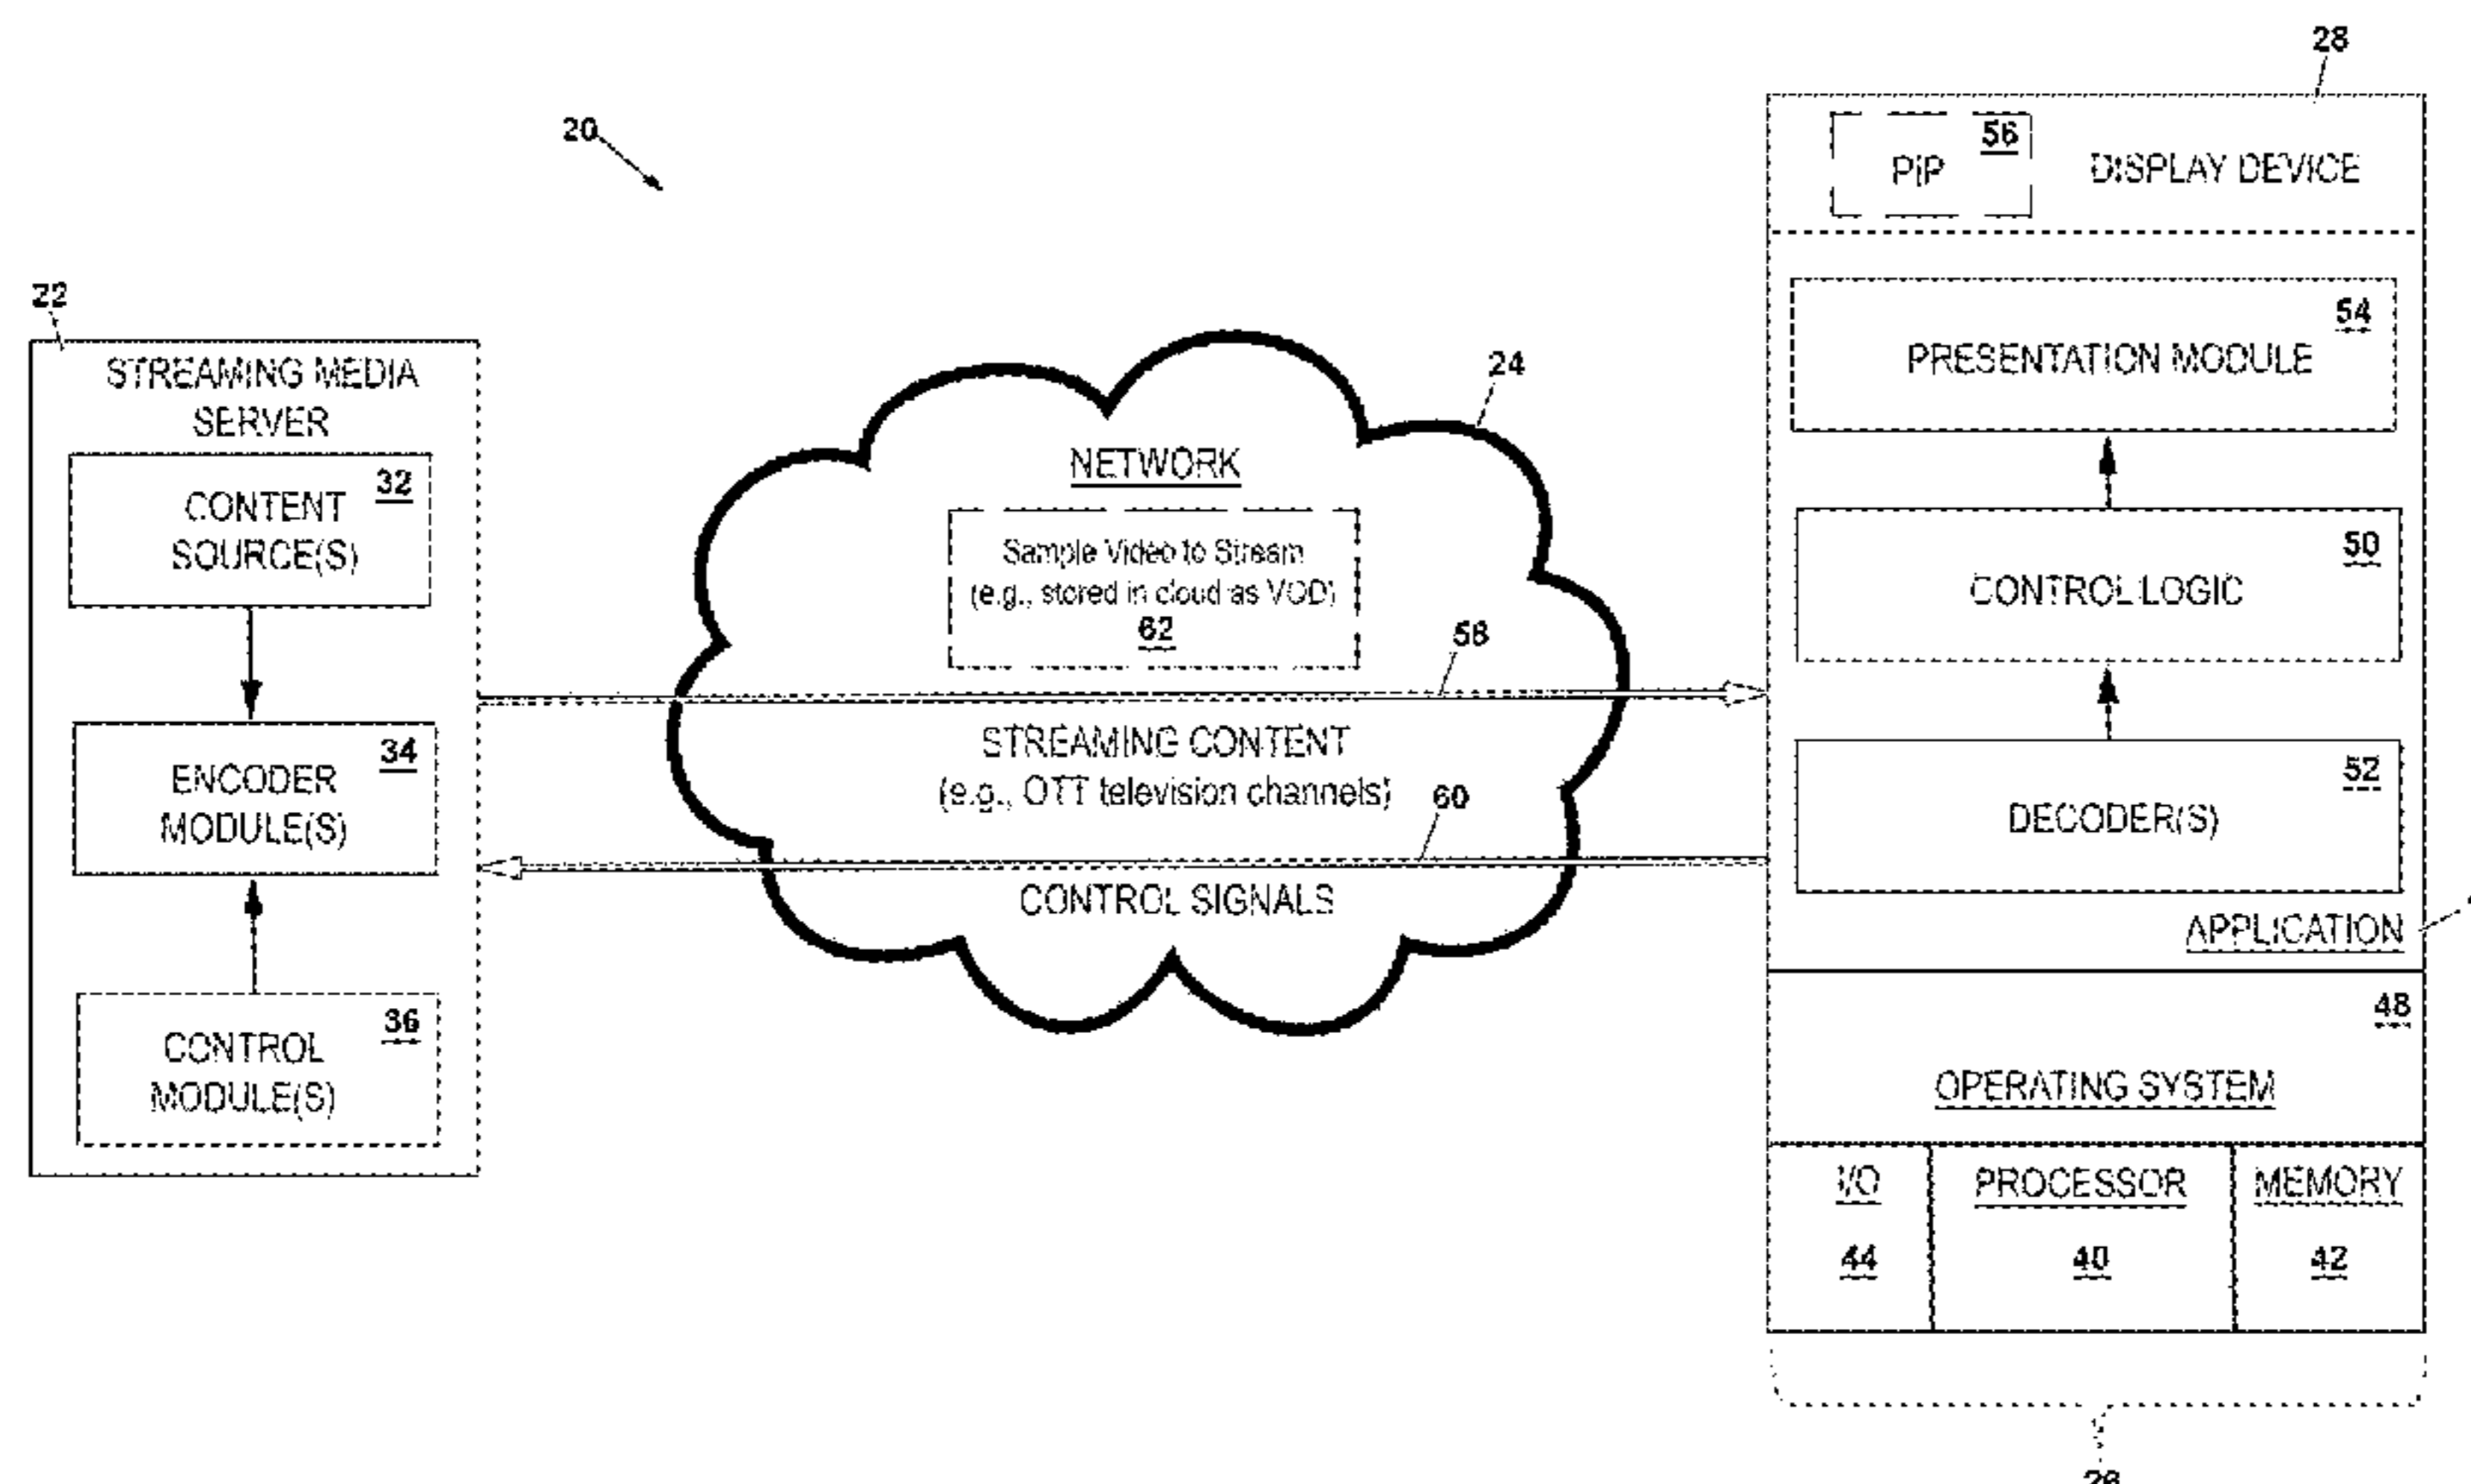 20
22
STREAMING MEDIA
SERVER
32
CONTENT
SOURCE(S)
34
ENCODER
MODULE(S)
36
CONTROL
MODULE(S)
24
NETWORK
Sample Video to Stream
(e.g., stored in cloud as VOD)
62
58
STREAMING CONTENT
(e.g., OTT television channels)
60
CONTROL SIGNALS
28
56
PiP
DISPLAY DEVICE
54
PRESENTATION MODULE
50
CONTROL LOGIC
52
DECODER(S)
APPLICATION
48
OPERATING SYSTEM
I/O
PROCESSOR
MEMORY
44
40
42
26